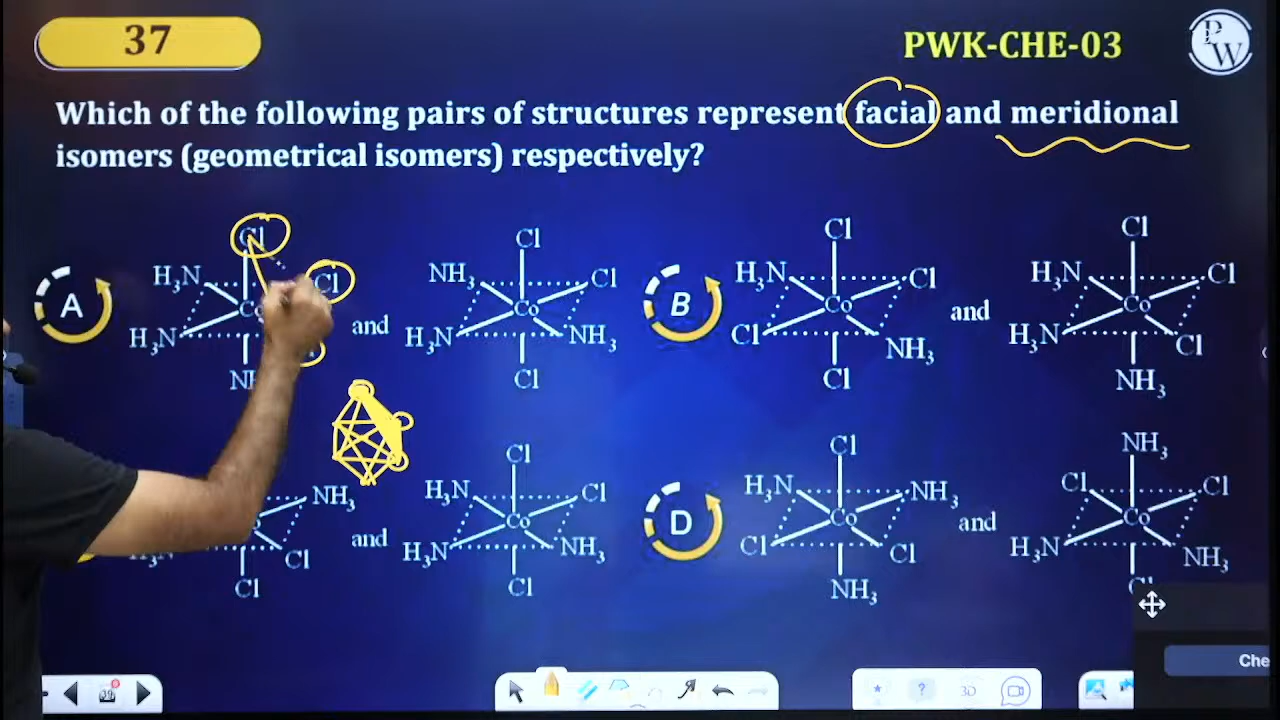 37
PWK-CHE-03
PW
Which of the following pairs of structures represent facial and meridional
isomers (geometrical isomers) respectively?
A
Cl
H₃N Cl
H₃N
and
Cl
NH₃ Cl
Co
H₃N NH₃
Cl
B
Cl
H₃N Cl
Co
Cl NH₃
Cl
and
Cl
H₃N Cl
Co
H₃N Cl
NH₃
NH₃
Cl
Cl
and
Cl
H₃N Cl
Co
H₃N NH₃
Cl
D
Cl
H₃N NH₃
Co
Cl Cl
NH₃
and
NH₃
Cl Cl
Co
H₃N NH₃
Che
3D